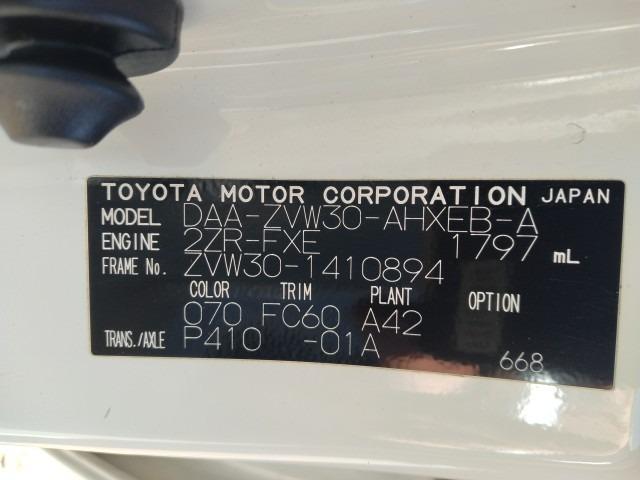 TOYOTA MOTOR CORPORATION JAPAN
MODEL DAA-ZVW30-AHXEB-A
ENGINE 2ZR-FXE 1797 mL
FRAME No. ZVW30-1410894
COLOR TRIM PLANT OPTION
070 FC60 A42
TRANS./AXLE P410 -01A
668